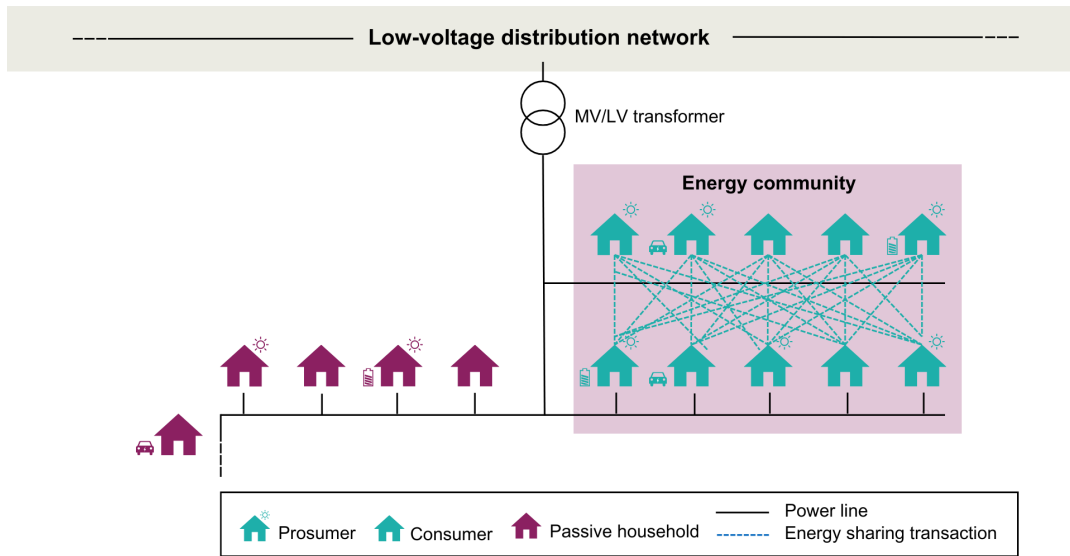 Low-voltage distribution network
MV/LV transformer
Energy community
Prosumer
Consumer
Passive household
Power line
Energy sharing transaction